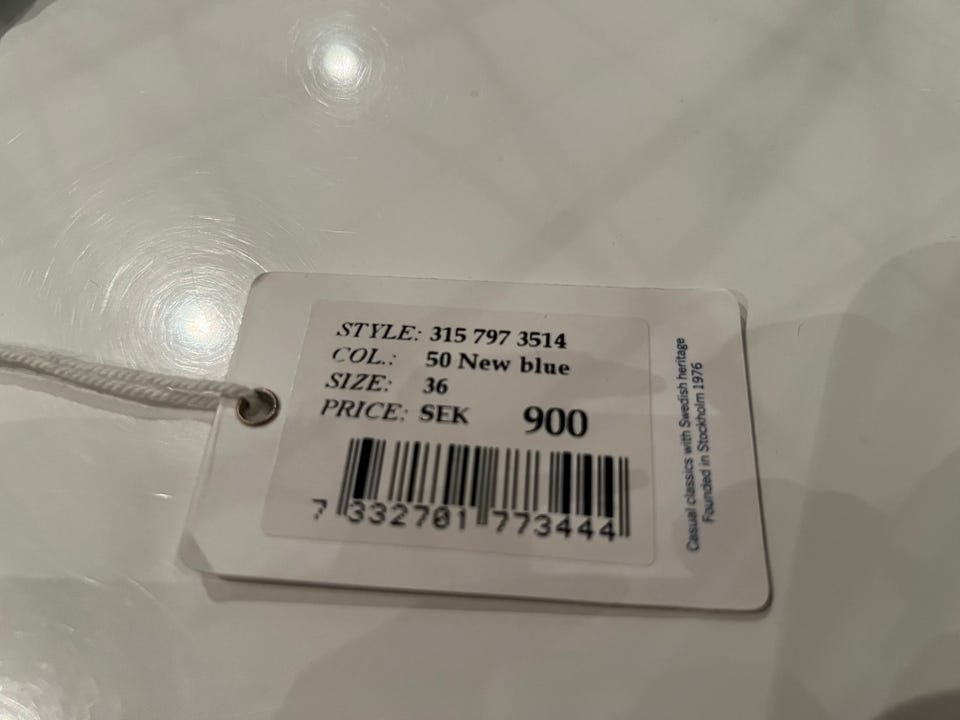 STYLE: 315 797 3514
COL.: 50 New blue
SIZE: 36
PRICE: SEK 900
7 332701 773444
Casual classics with Swedish heritage
Founded in Stockholm 1976